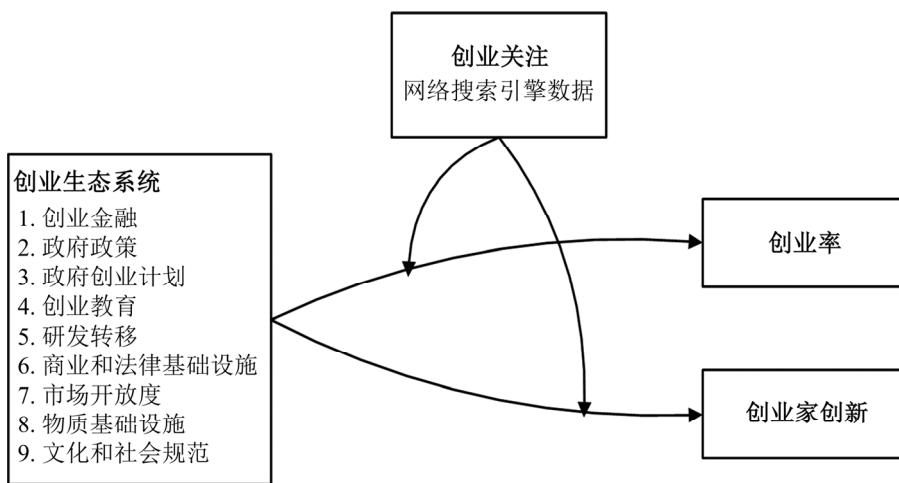 创业关注
网络搜索引擎数据
创业生态系统
1. 创业金融
2. 政府政策
3. 政府创业计划
4. 创业教育
5. 研发转移
6. 商业和法律基础设施
7. 市场开放度
8. 物质基础设施
9. 文化和社会规范
创业率
创业家创新